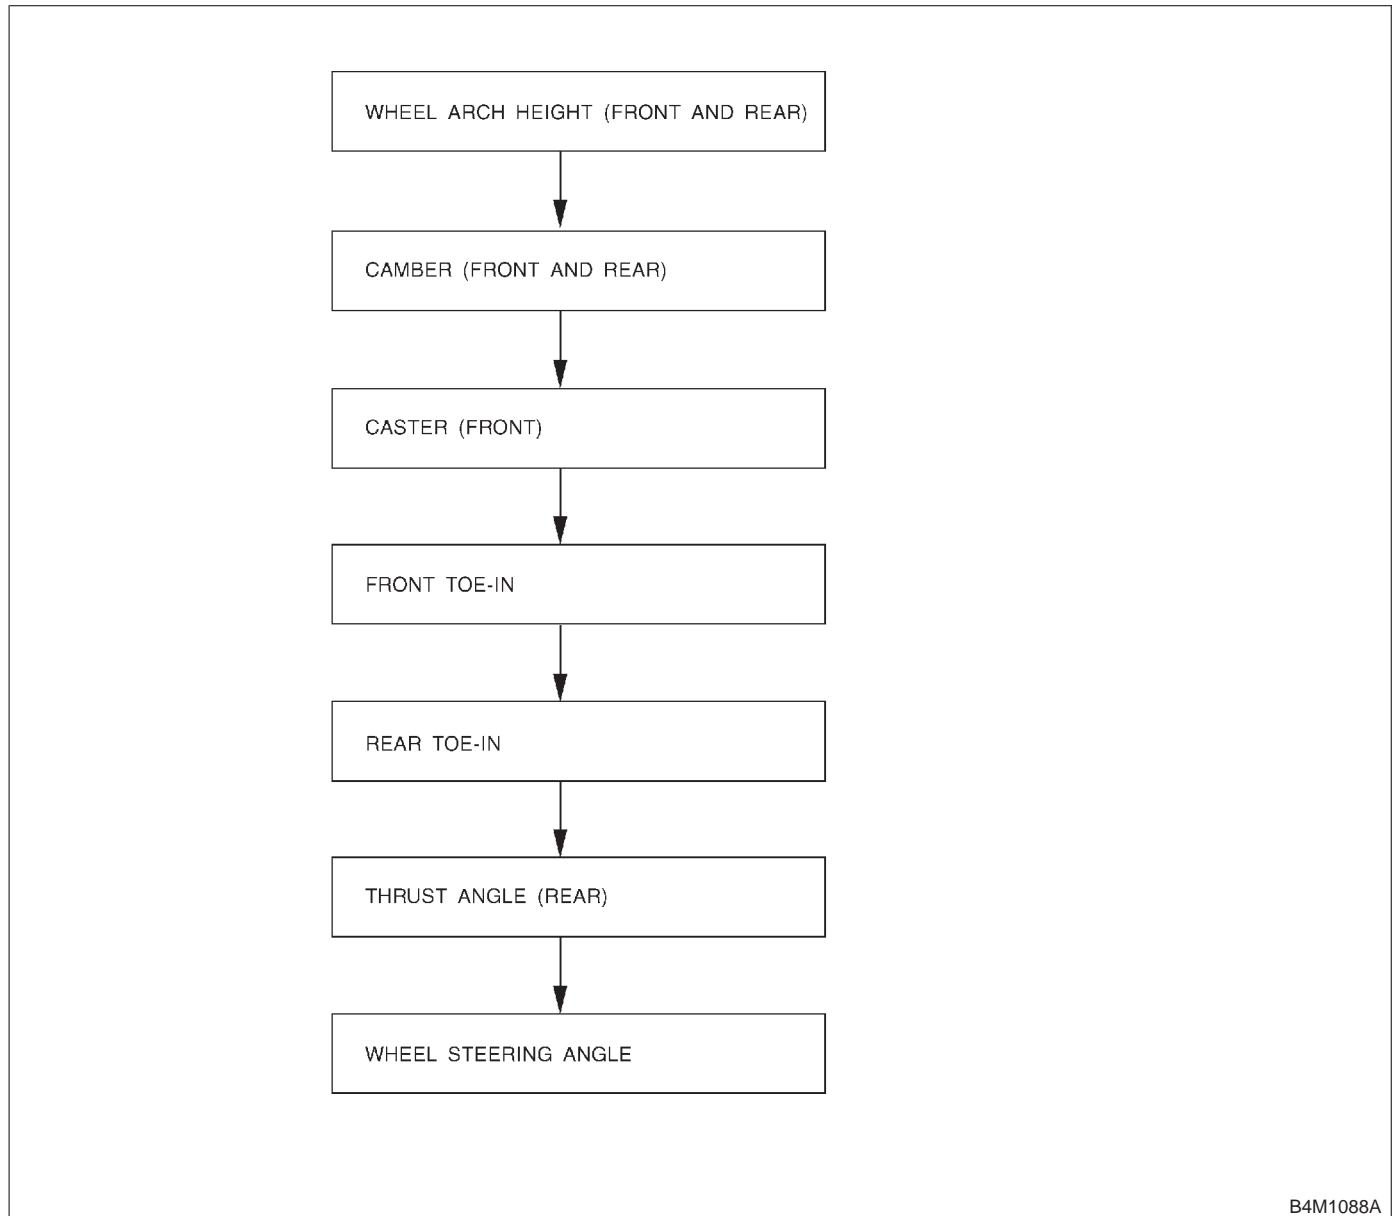 WHEEL ARCH HEIGHT (FRONT AND REAR)
CAMBER (FRONT AND REAR)
CASTER (FRONT)
FRONT TOE-IN
REAR TOE-IN
THRUST ANGLE (REAR)
WHEEL STEERING ANGLE
B4M1088A